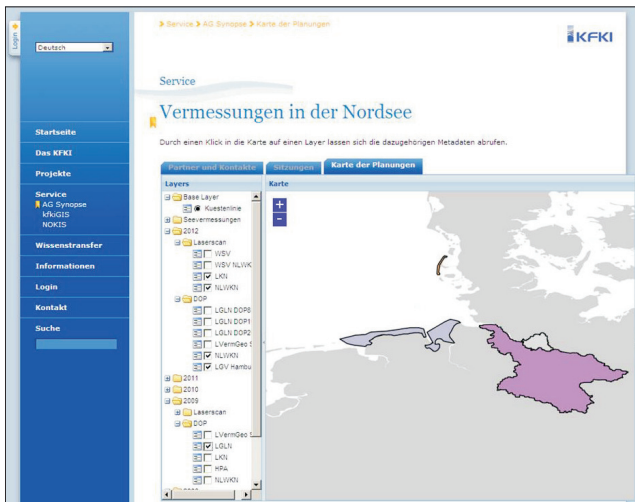 Login
Deutsch
Service > AG Synopse > Karte der Planungen
KFKI
Service
Vermessungen in der Nordsee
Durch einen Klick in die Karte auf einen Layer lassen sich die dazugehörigen Metadaten abrufen.
Startseite
Das KFKI
Projekte
Service
AG Synopse
kfkiGIS
NOKIS
Wissenstransfer
Informationen
Login
Kontakt
Suche
Partner und Kontakte
Sitzungen
Karte der Planungen
Layers
Base Layer
Kuestenlinie
Seevermessungen
2012
Laserscan
WSV
WSV NLWK
LKN
NLWKN
DOP
LGLN DOP1
LGLN DOP2
LVermGeo
NLWKN
LGV Hambu
2011
2010
2009
Laserscan
DOP
LVermGeo
LGLN
LKN
HPA
NLWKN
Karte
+
-